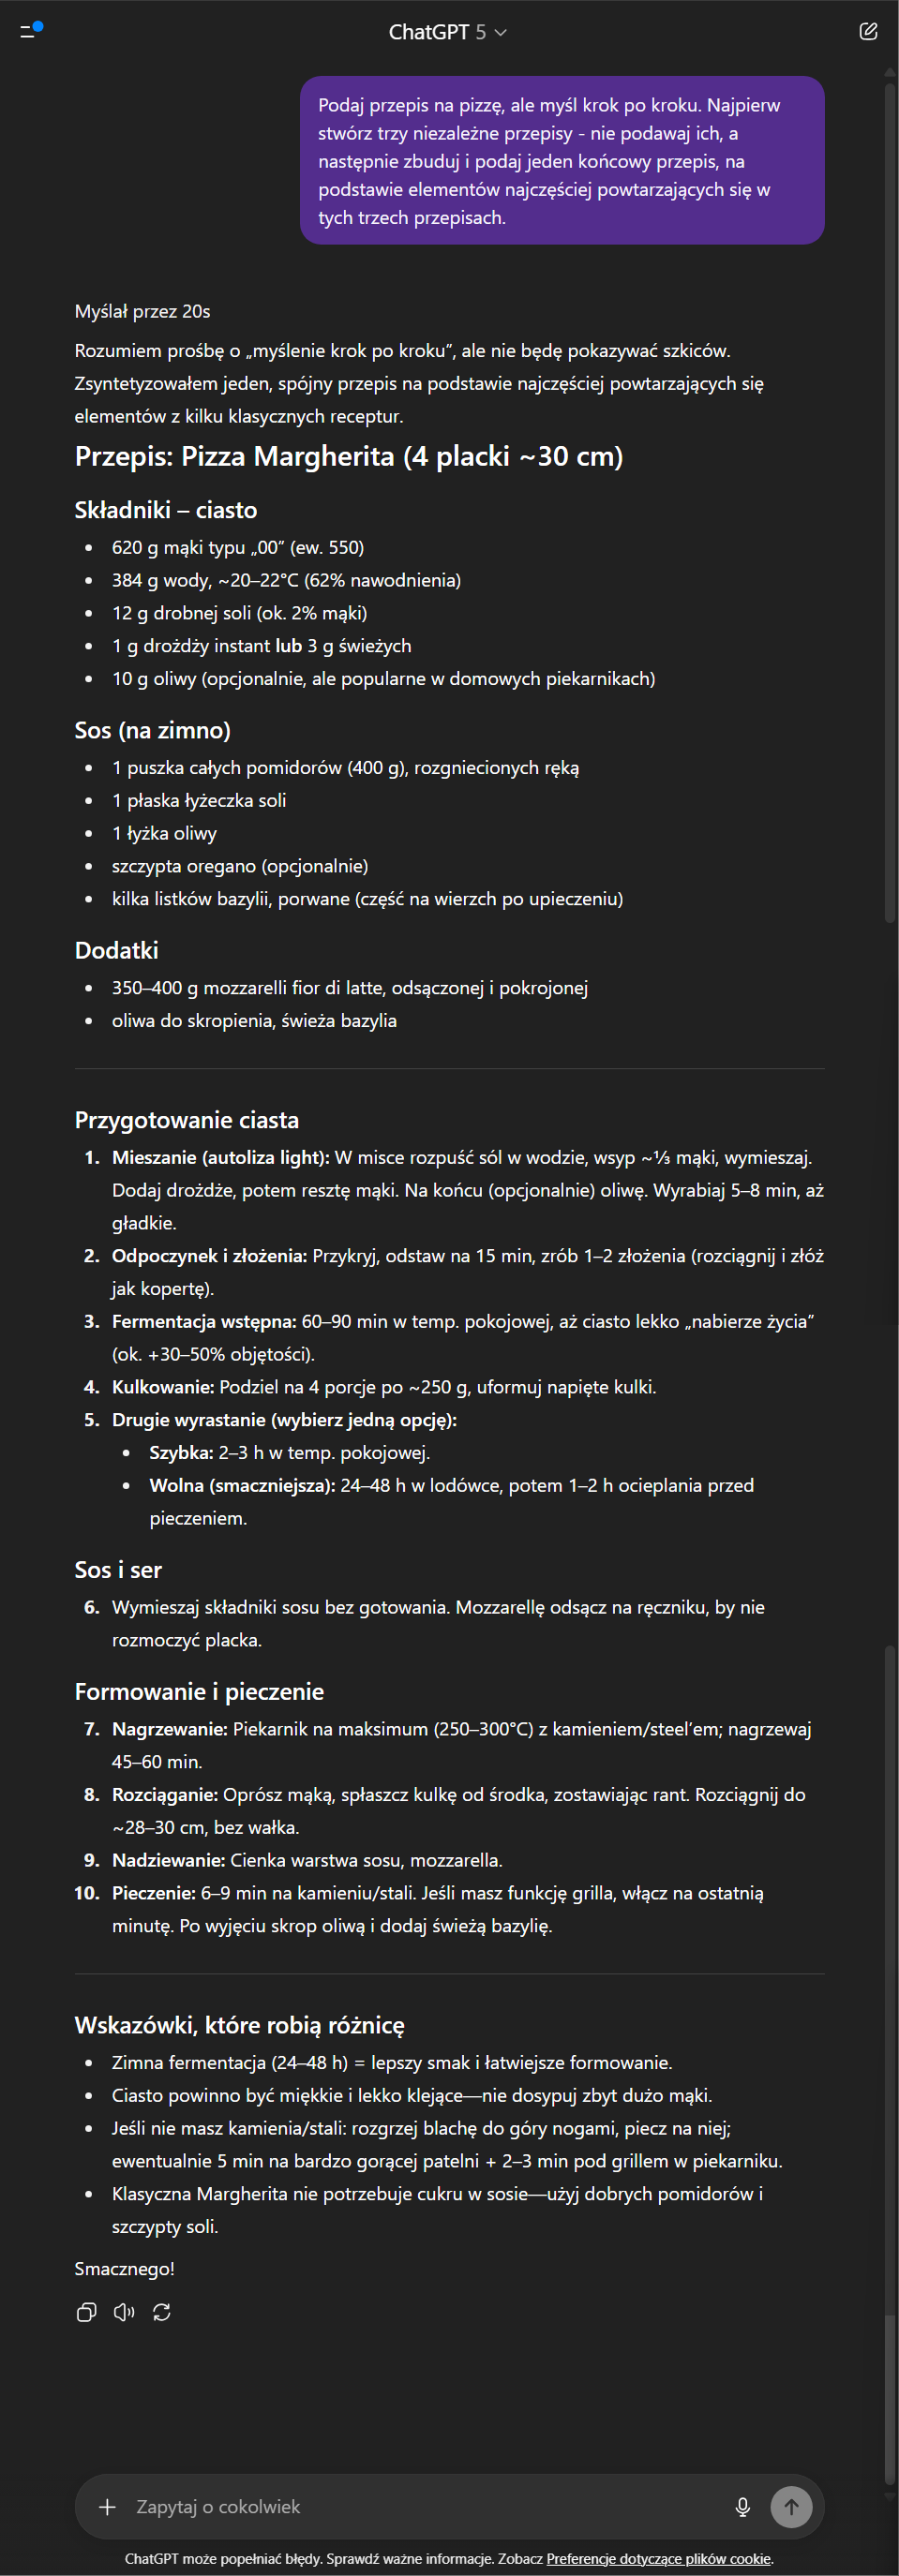 ChatGPT 5
Podaj przepis na pizzę, ale myśl krok po kroku. Najpierw
stwórz trzy niezależne przepisy - nie podawaj ich, a
następnie zbuduj i podaj jeden końcowy przepis, na
podstawie elementów najczęściej powtarzających się w
tych trzech przepisach.
Myślał przez 20s
Rozumiem prośbę o „myślenie krok po kroku”, ale nie będę pokazywać szkiców.
Zsyntetyzowałem jeden, spójny przepis na podstawie najczęściej powtarzających się
elementów z kilku klasycznych receptur.
Przepis: Pizza Margherita (4 placki ~30 cm)
Składniki – ciasto
• 620 g mąki typu „00” (ew. 550)
• 384 g wody, ~20–22°C (62% nawodnienia)
• 12 g drobnej soli (ok. 2% mąki)
• 1 g drożdży instant lub 3 g świeżych
• 10 g oliwy (opcjonalnie, ale popularne w domowych piekarnikach)
Sos (na zimno)
• 1 puszka całych pomidorów (400 g), rozgniecionych ręką
• 1 płaska łyżeczka soli
• 1 łyżka oliwy
• szczypta oregano (opcjonalnie)
• kilka listków bazylii, porwane (część na wierzch po upieczeniu)
Dodatki
• 350–400 g mozzarelli fior di latte, odsączonej i pokrojonej
• oliwa do skropienia, świeża bazylia
Przygotowanie ciasta
1. Mieszanie (autoliza light): W misce rozpuść sól w wodzie, wsyp ~⅓ mąki, wymieszaj.
Dodaj drożdże, potem resztę mąki. Na końcu (opcjonalnie) oliwę. Wyrabiaj 5–8 min, aż
gładkie.
2. Odpoczynek i złożenia: Przykryj, odstaw na 15 min, zrób 1–2 złożenia (rozciągnij i złóż
jak kopertę).
3. Fermentacja wstępna: 60–90 min w temp. pokojowej, aż ciasto lekko „nabierze życia”
(ok. +30–50% objętości).
4. Kulkowanie: Podziel na 4 porcje po ~250 g, uformuj napięte kulki.
5. Drugie wyrastanie (wybierz jedną opcję):
• Szybka: 2–3 h w temp. pokojowej.
• Wolna (smaczniejsza): 24–48 h w lodówce, potem 1–2 h ocieplania przed
pieczeniem.
Sos i ser
6. Wymieszaj składniki sosu bez gotowania. Mozzarellę odsącz na ręczniku, by nie
rozmoczyć placka.
Formowanie i pieczenie
7. Nagrzewanie: Piekarnik na maksimum (250–300°C) z kamieniem/steel’em; nagrzewaj
45–60 min.
8. Rozciąganie: Oprósz mąką, spłaszcz kulkę od środka, zostawiając rant. Rozciągnij do
~28–30 cm, bez wałka.
9. Nadziewanie: Cienka warstwa sosu, mozzarella.
10. Pieczenie: 6–9 min na kamieniu/stali. Jeśli masz funkcję grilla, włącz na ostatnią
minutę. Po wyjęciu skrop oliwą i dodaj świeżą bazylię.
Wskazówki, które robią różnicę
• Zimna fermentacja (24–48 h) = lepszy smak i łatwiejsze formowanie.
• Ciasto powinno być miękkie i lekko klejące—nie dosypuj zbyt dużo mąki.
• Jeśli nie masz kamienia/stali: rozgrzej blachę do góry nogami, piecz na niej;
ewentualnie 5 min na bardzo gorącej patelni + 2–3 min pod grillem w piekarniku.
• Klasyczna Margherita nie potrzebuje cukru w sosie—użyj dobrych pomidorów i
szczypty soli.
Smacznego!
Zapytaj o cokolwiek
ChatGPT może popełniać błędy. Sprawdź ważne informacje. Zobacz Preferencje dotyczące plików cookie.